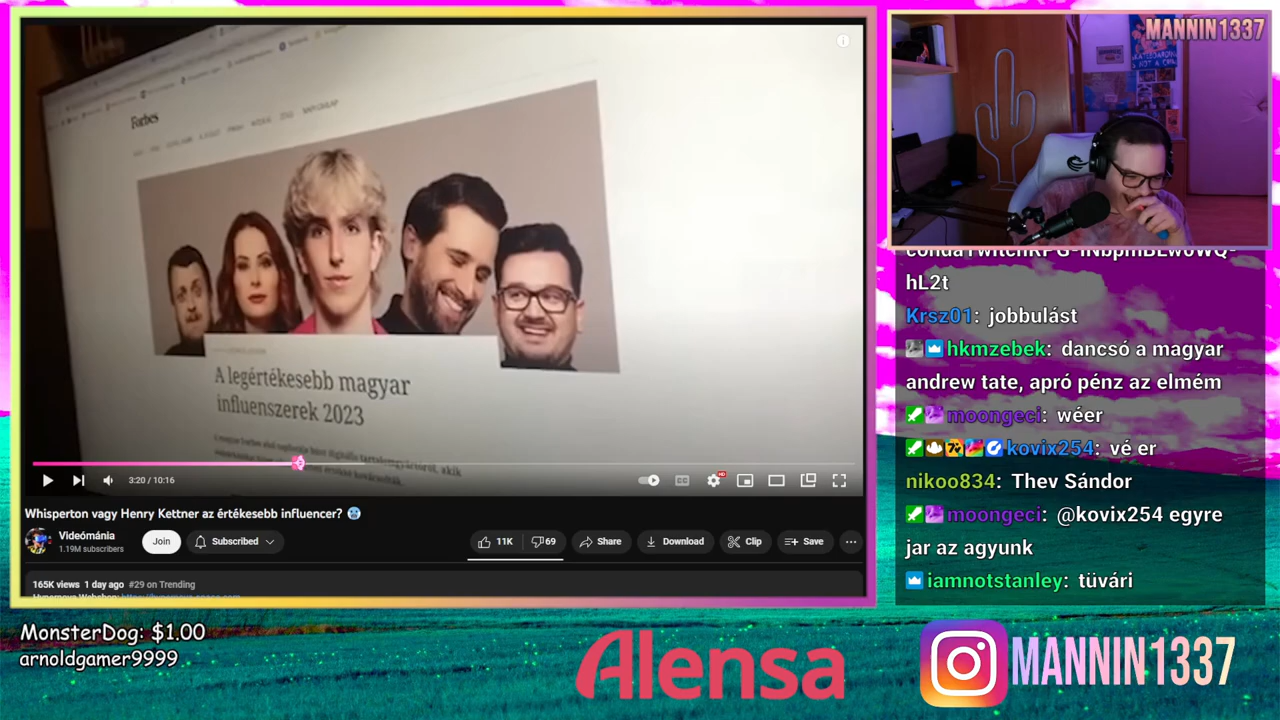 Forbes
A legértékesebb magyar
influenszerek 2023
3:20 / 10:16
HD
Whisperton vagy Henry Kettner az értékesebb influencer? 🥶
Videómánia
1.19M subscribers
Join
Subscribed
11K
69
Share
Download
Clip
Save
165K views 1 day ago #29 on Trending
MANNIN1337
hL2t
Krsz01: jobbulást
hkmzebek: dancsó a magyar
andrew tate, apró pénz az elmém
moongeci: wéer
kovix254: vé er
nikoo834: Thev Sándor
moongeci: @kovix254 egyre
jar az agyunk
iamnotstanley: tüvári
MonsterDog: $1.00
arnoldgamer9999
Alensa
MANNIN1337